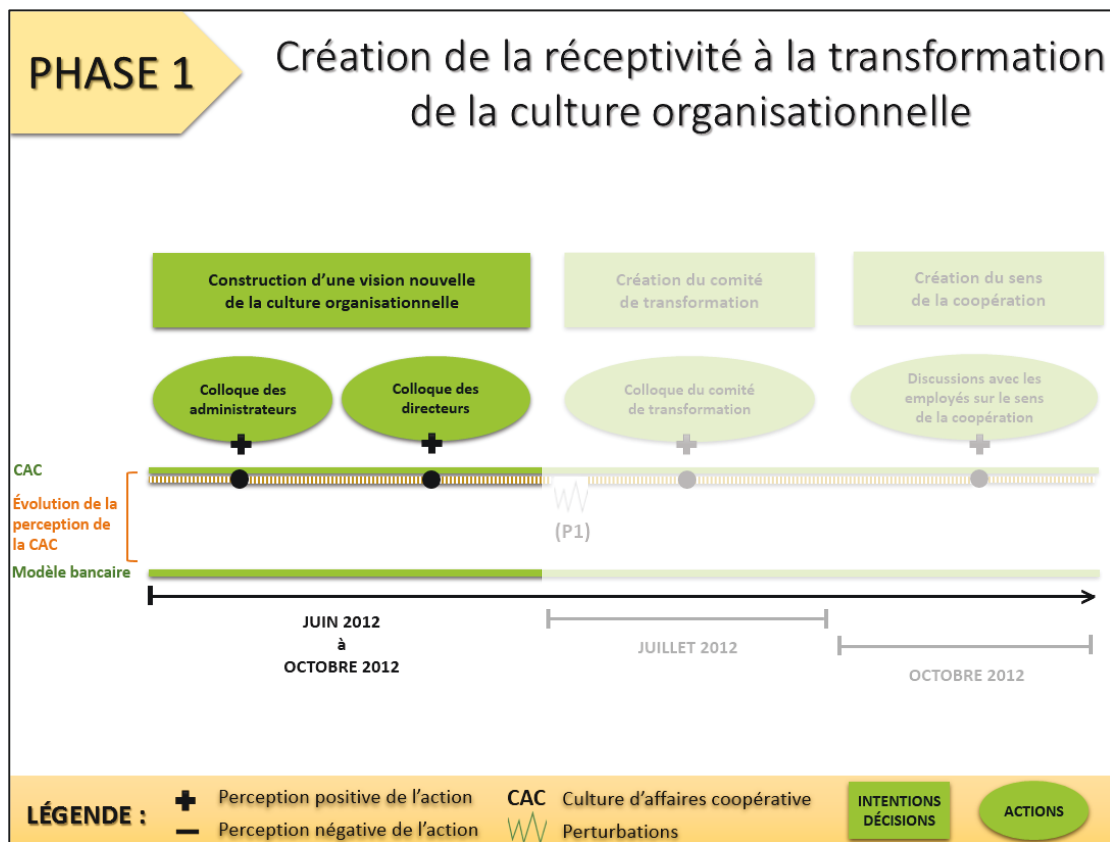 PHASE 1
Création de la réceptivité à la transformation
de la culture organisationnelle
Construction d'une vision nouvelle
de la culture organisationnelle
Création du comité
de transformation
Création du sens
de la coopération
Colloque des
administrateurs
Colloque des
directeurs
Colloque du comité
de transformation
Discussions avec les
employés sur le sens
de la coopération
CAC
Évolution de la
perception de
la CAC
(P1)
Modèle bancaire
JUIN 2012
à
OCTOBRE 2012
JUILLET 2012
OCTOBRE 2012
LÉGENDE :
Perception positive de l'action
Perception négative de l'action
CAC Culture d'affaires coopérative
Perturbations
INTENTIONS
DÉCISIONS
ACTIONS